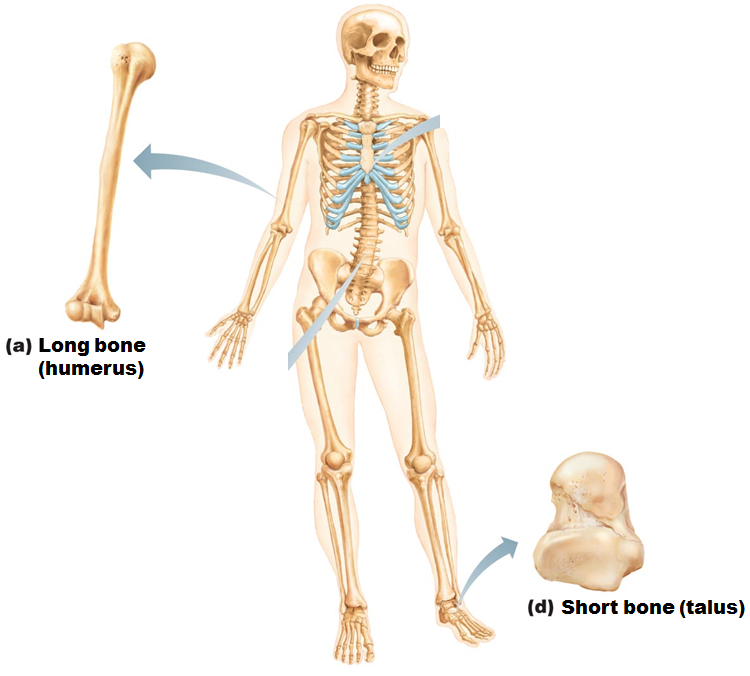 (a) Long bone
(humerus)
(d) Short bone (talus)